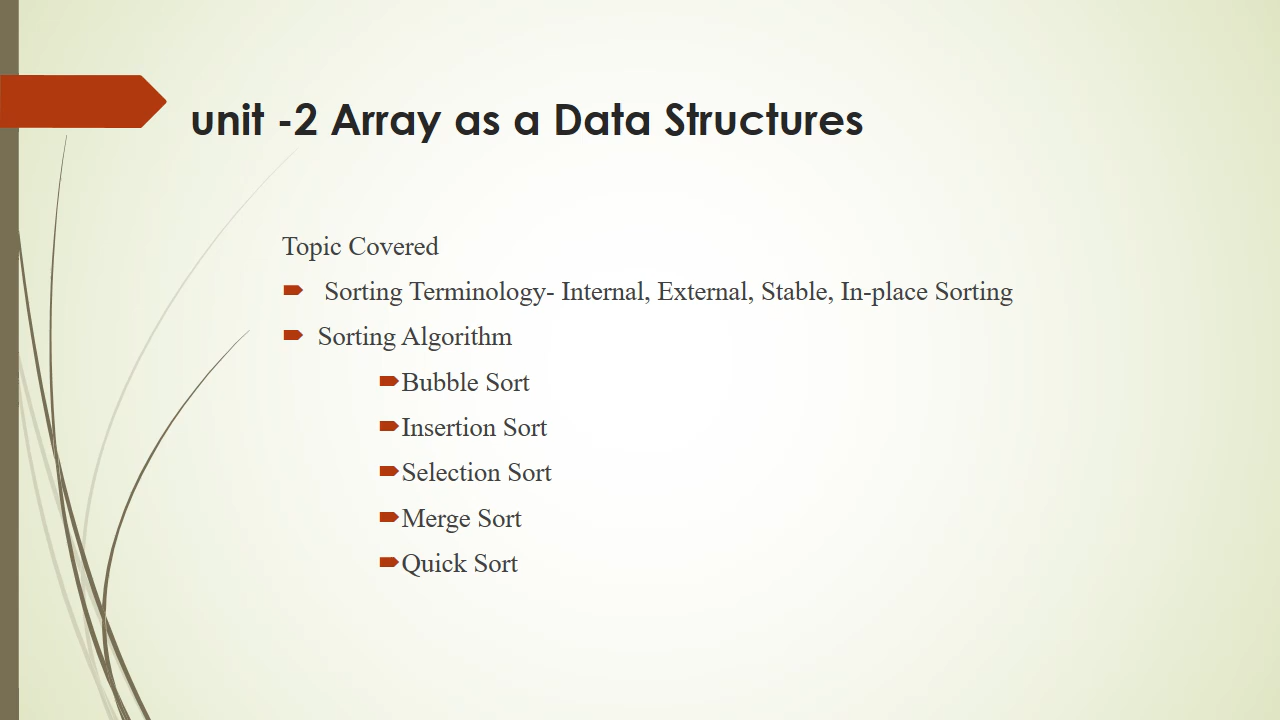 unit -2 Array as a Data Structures
Topic Covered
Sorting Terminology- Internal, External, Stable, In-place Sorting
Sorting Algorithm
Bubble Sort
Insertion Sort
Selection Sort
Merge Sort
Quick Sort